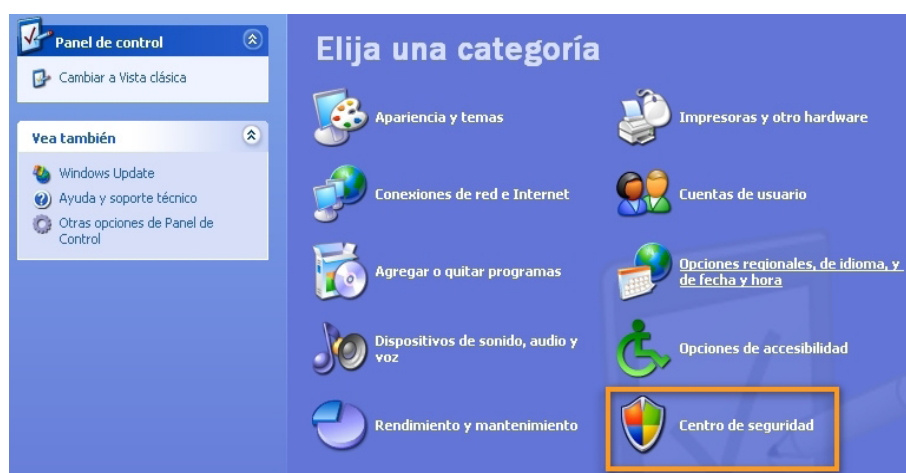 Panel de control
Cambiar a Vista clásica
Vea también
Windows Update
Ayuda y soporte técnico
Otras opciones de Panel de
Control
Elija una categoría
Apariencia y temas
Impresoras y otro hardware
Conexiones de red e Internet
Cuentas de usuario
Agregar o quitar programas
Opciones regionales, de idioma, y
de fecha y hora
Dispositivos de sonido, audio y
voz
Opciones de accesibilidad
Rendimiento y mantenimiento
Centro de seguridad